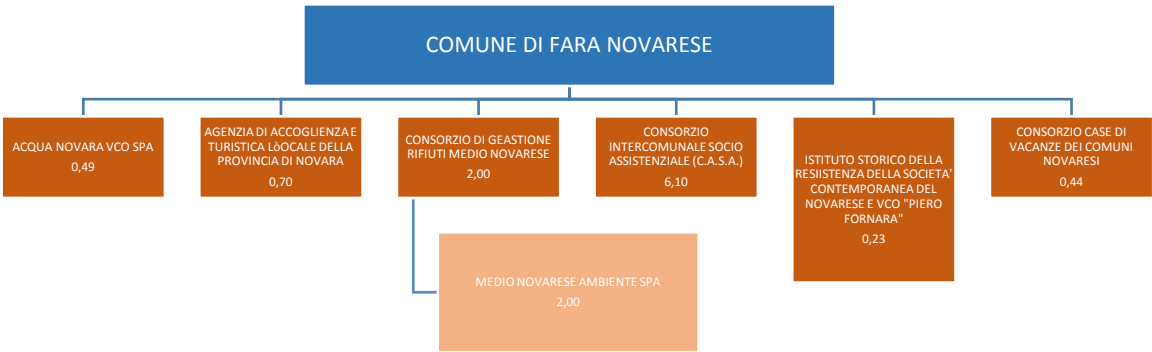 COMUNE DI FARA NOVARESE
ACQUA NOVARA VCO SPA
0,49
AGENZIA DI ACCOGLIENZA E
TURISTICA LòOCALE DELLA
PROVINCIA DI NOVARA
0,70
CONSORZIO DI GEASTIONE
RIFIUTI MEDIO NOVARESE
2,00
CONSORZIO
INTERCOMUNALE SOCIO
ASSISTENZIALE (C.A.S.A.)
6,10
ISTITUTO STORICO DELLA
RESIISTENZA DELLA SOCIETA'
CONTEMPORANEA DEL
NOVARESE E VCO "PIERO
FORNARA"
0,23
CONSORZIO CASE DI
VACANZE DEI COMUNI
NOVARESI
0,44
MEDIO NOVARESE AMBIENTE SPA
2,00